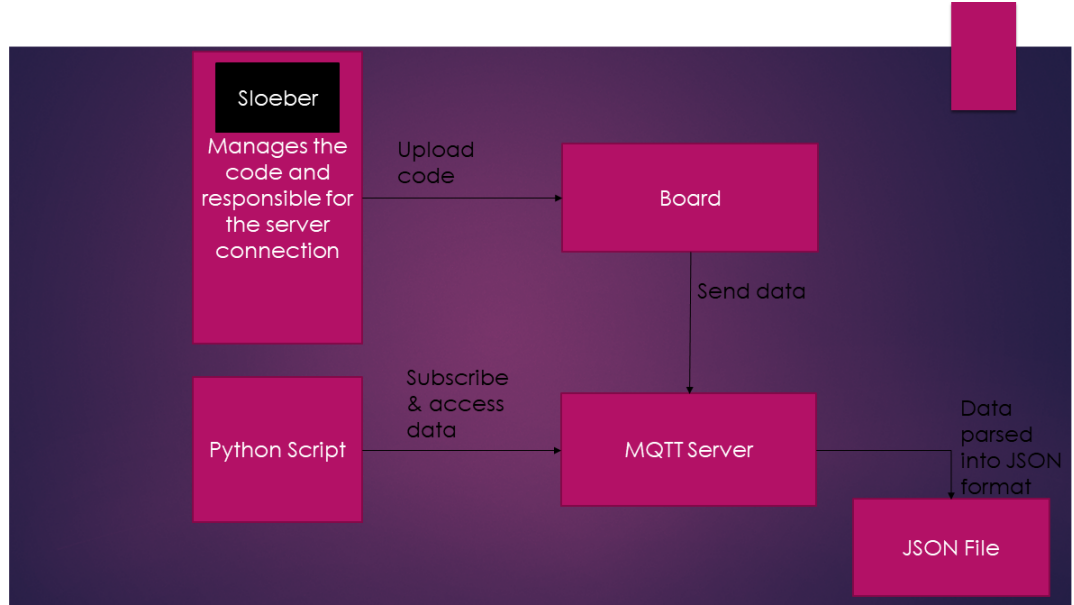 Sloeber
Manages the
code and
responsible for
the server
connection
Upload
code
Board
Send data
Python Script
Subscribe
& access
data
MQTT Server
Data
parsed
into JSON
format
JSON File